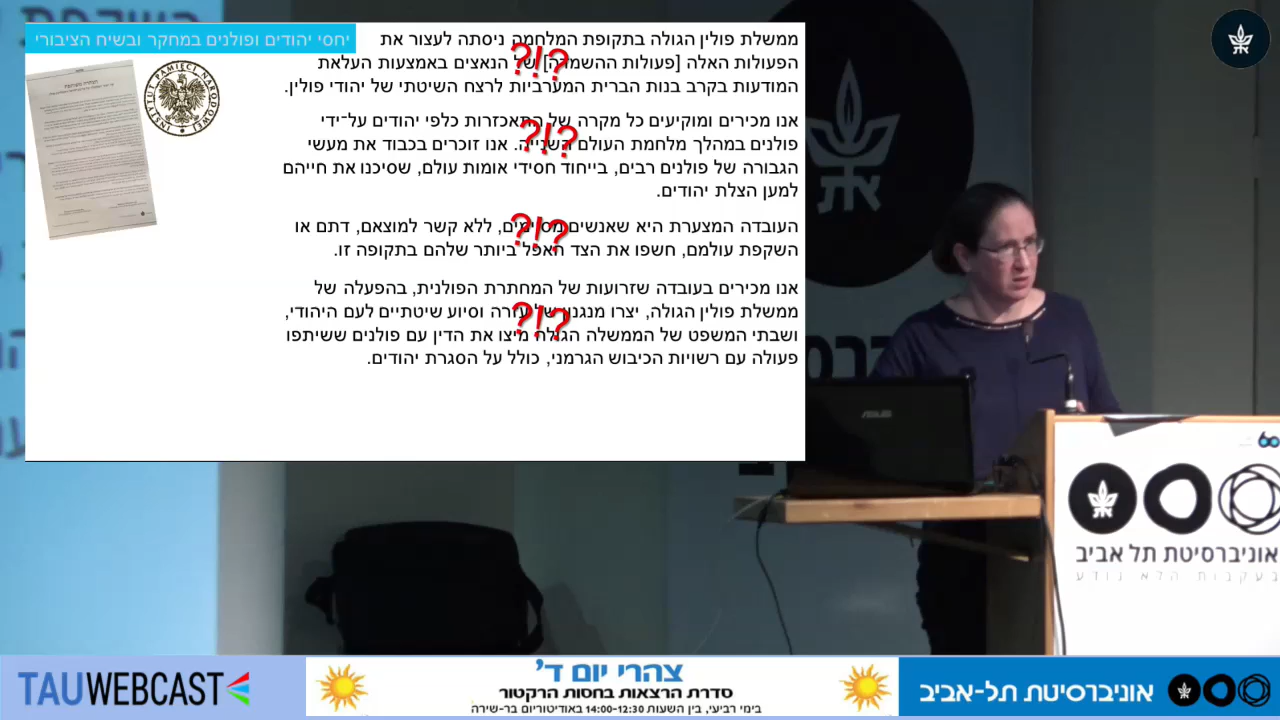 יחסי יהודים ופולנים במחקר ובשיח הציבורי
ממשלת פולין הגולה בתקופת המלחמה ניסתה לעצור את
הפעולות האלה [פעולות ההשמדה] של הנאצים באמצעות העלאת
המודעות בקרב בנות הברית המערביות לרצח השיטתי של יהודי פולין.
?!?
אנו מכירים ומוקיעים כל מקרה של התאכזרות כלפי יהודים על־ידי
פולנים במהלך מלחמת העולם השנייה. אנו זוכרים בכבוד את מעשי
הגבורה של פולנים רבים, בייחוד חסידי אומות עולם, שסיכנו את חייהם
למען הצלת יהודים.
?!?
העובדה המצערת היא שאנשים מסוימים, ללא קשר למוצאם, דתם או
השקפת עולמם, חשפו את הצד האפל ביותר שלהם בתקופה זו.
?!?
אנו מכירים בעובדה שזרועות של המחתרת הפולנית, בהפעלה של
ממשלת פולין הגולה, יצרו מנגנון של עזרה וסיוע שיטתיים לעם היהודי,
ושבתי המשפט של הממשלה הגולה מיצו את הדין עם פולנים ששיתפו
פעולה עם רשויות הכיבוש הגרמני, כולל על הסגרת יהודים.
?!?
INSTYTUT PAMIĘCI NARODOWEJ
את
ASUS
אוניברסיטת תל אביב
בעקבות הלא נודע
TAUWEBCAST
צהרי יום ד'
סדרת הרצאות בחסות הרקטור
בימי רביעי, בין השעות 14:00-12:30 באודיטוריום בר-שירה
אוניברסיטת תל-אביב